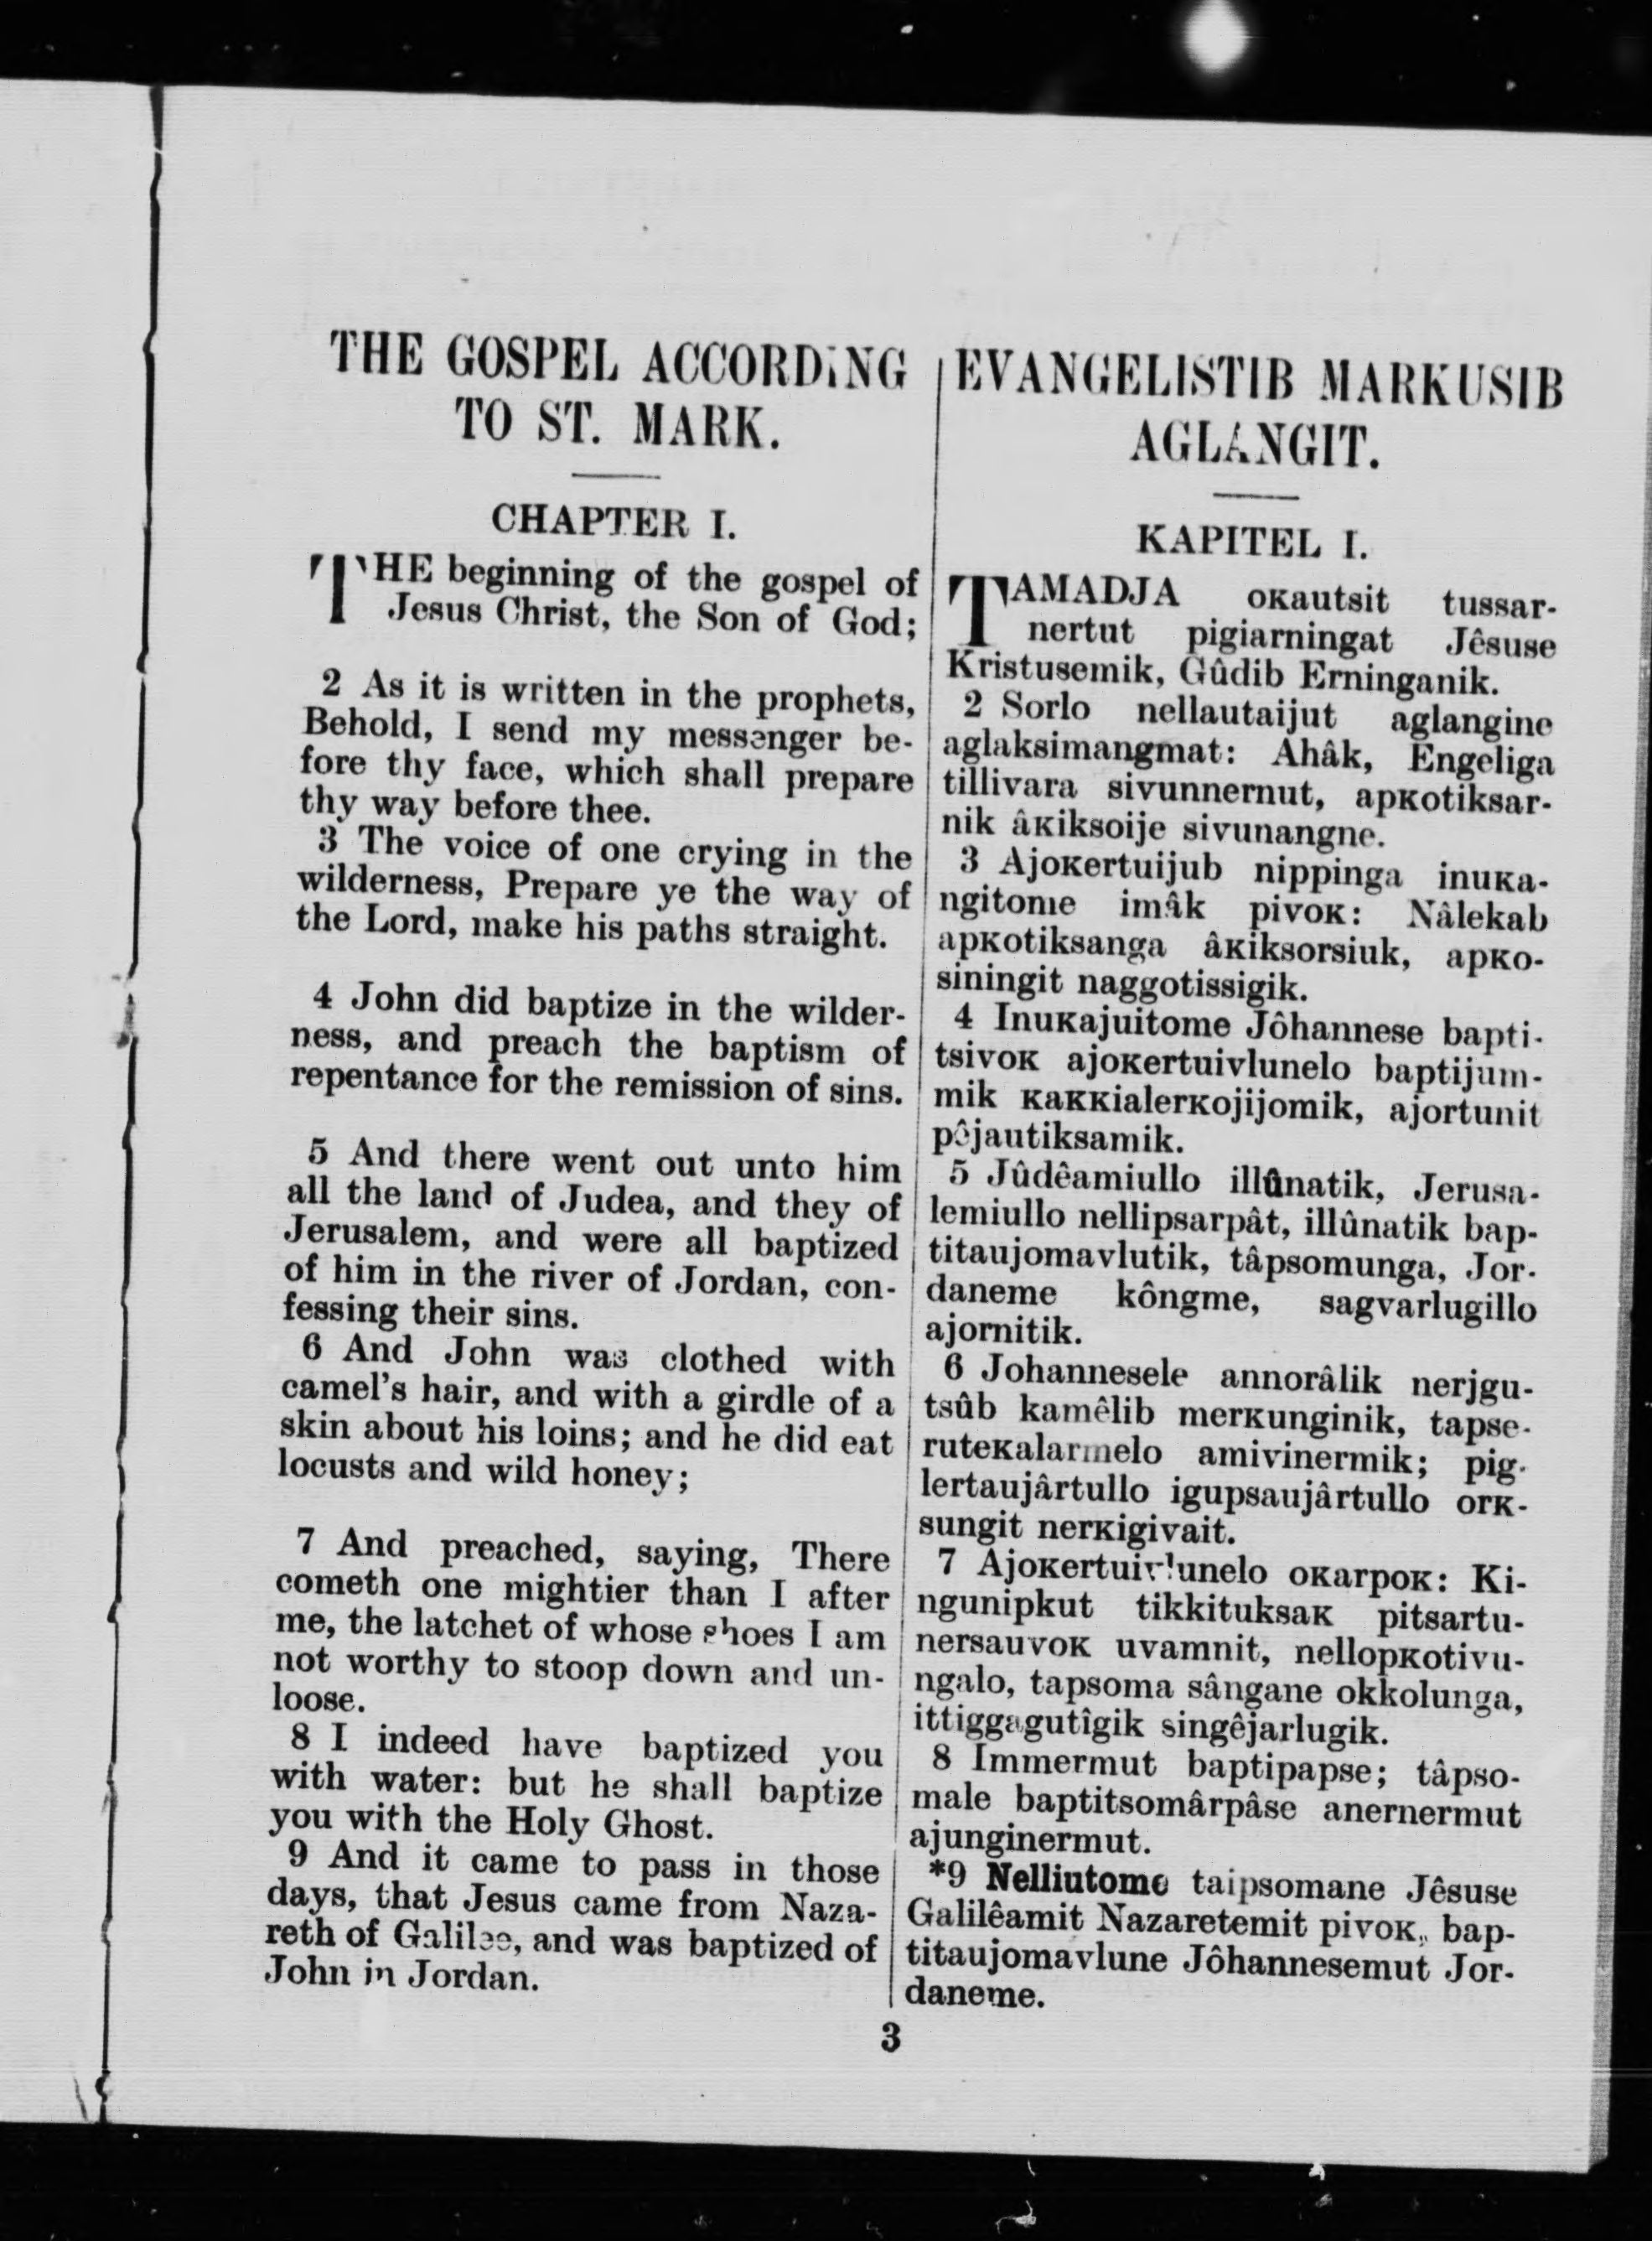 THE GOSPEL ACCORDING
TO ST. MARK.
CHAPTER I.
THE beginning of the gospel of
Jesus Christ, the Son of God;
2 As it is written in the prophets,
Behold, I send my messenger be-
fore thy face, which shall prepare
thy way before thee.
3 The voice of one crying in the
wilderness, Prepare ye the way of
the Lord, make his paths straight.
4 John did baptize in the wilder-
ness, and preach the baptism of
repentance for the remission of sins.
5 And there went out unto him
all the land of Judea, and they of
Jerusalem, and were all baptized
of him in the river of Jordan, con-
fessing their sins.
6 And John was clothed with
camel's hair, and with a girdle of a
skin about his loins; and he did eat
locusts and wild honey;
7 And preached, saying, There
cometh one mightier than I after
me, the latchet of whose shoes I am
not worthy to stoop down and un-
loose.
8 I indeed have baptized you
with water: but he shall baptize
you with the Holy Ghost.
9 And it came to pass in those
days, that Jesus came from Naza-
reth of Galilee, and was baptized of
John in Jordan.
EVANGELISTIB MARKUSIB
AGLANGIT.
KAPITEL I.
TAMADJA oĸautsit tussar-
nertut pigiarningat Jêsuse
Kristusemik, Gûdib Erninganik.
2 Sorlo nellautaijut aglangine
aglaksimangmat: Ahâk, Engeliga
tillivara sivunnernut, apĸotiksar-
nik âĸiksoije sivunangne.
3 Ajoĸertuijub nippinga inuĸa-
ngitome imâk pivoĸ: Nâlekab
apĸotiksanga âĸiksorsiuk, apĸo-
siningit naggotissigik.
4 Inuĸajuitome Jôhannese bapti-
tsivoĸ ajoĸertuivlunelo baptijum-
mik ĸaĸĸialerĸojijomik, ajortunit
pêjautiksamik.
5 Jûdêamiullo illûnatik, Jerusa-
lemiullo nellipsarpât, illûnatik bap-
titaujomavlutik, tâpsomunga, Jor-
daneme kôngme, sagvarlugillo
ajornitik.
6 Johannesele annorâlik nerjgu-
tsûb kamêlib merĸunginik, tapse-
ruteĸalarmelo amivinermik; pig-
lertaujârtullo igupsaujârtullo orĸ-
sungit nerĸigivait.
7 Ajoĸertuivlunelo oĸarpoĸ: Ki-
ngunipkut tikkituksaĸ pitsartu-
nersauvoĸ uvamnit, nellopĸotivu-
ngalo, tapsoma sângane okkolunga,
ittiggagutîgik singêjarlugik.
8 Immermut baptipapse; tâpso-
male baptitsomârpâse anernermut
ajunginermut.
*9 Nelliutome taipsomane Jêsuse
Galilêamit Nazaretemit pivoĸ, bap-
titaujomavlune Jôhannesemut Jor-
daneme.
3